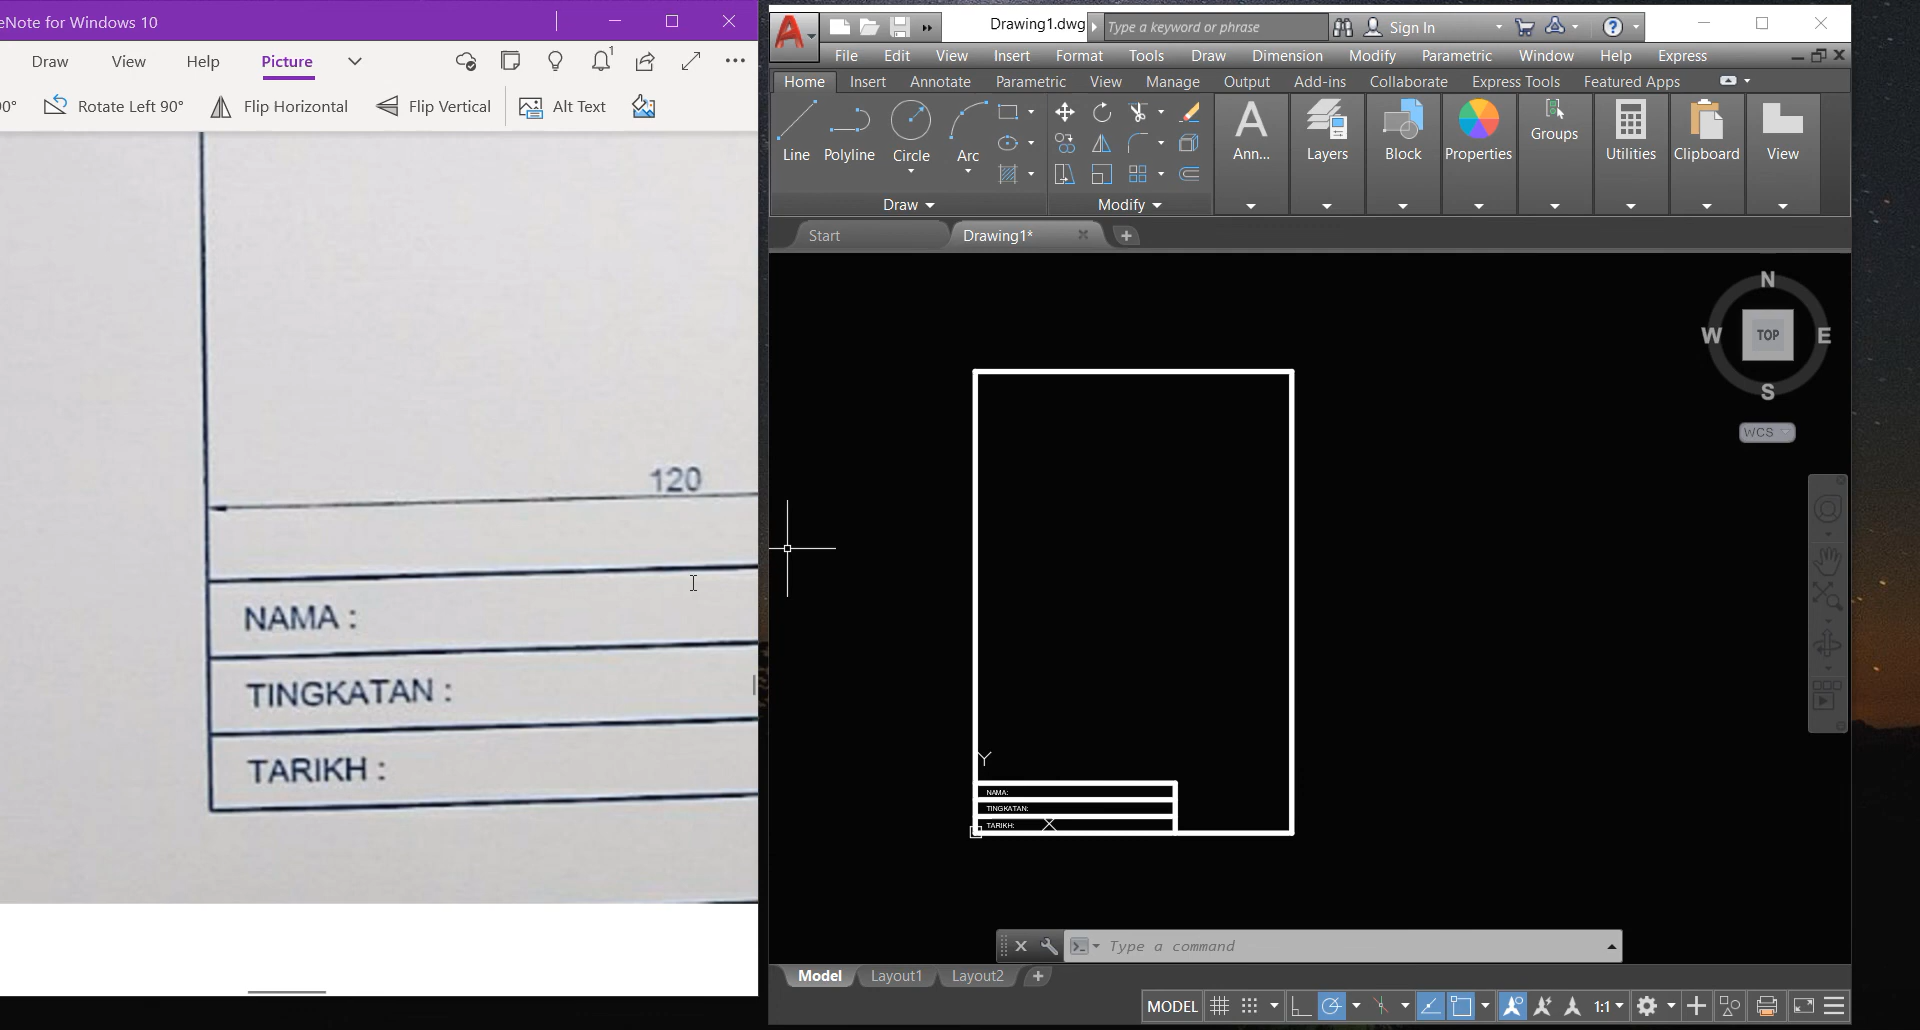 eNote for Windows 10
Draw View Help Picture
1
90° Rotate Left 90° Flip Horizontal Flip Vertical Alt Text
120
NAMA :
TINGKATAN :
TARIKH :
A Drawing1.dwg Type a keyword or phrase Sign In ?
File Edit View Insert Format Tools Draw Dimension Modify Parametric Window Help Express
Home Insert Annotate Parametric View Manage Output Add-ins Collaborate Express Tools Featured Apps
Line Polyline Circle Arc
A Ann... Layers Block Properties Groups Utilities Clipboard View
Draw Modify
Start Drawing1*
N
W TOP E
S
WCS
Y
NAMA:
TINGKATAN:
TARIKH: X
Type a command
Model Layout1 Layout2
MODEL 1:1